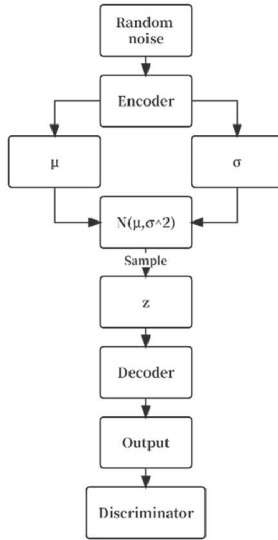 Random
noise
Encoder
μ
σ
N(μ,σ^2)
Sample
z
Decoder
Output
Discriminator